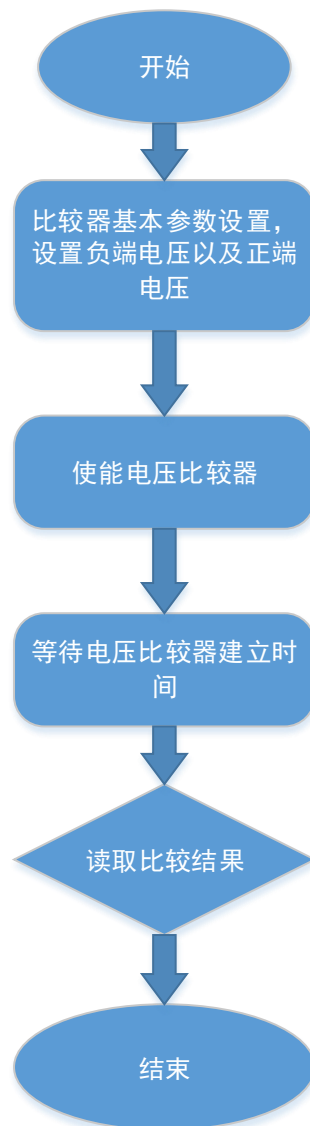 开始
比较器基本参数设置，
设置负端电压以及正端
电压
使能电压比较器
等待电压比较器建立时
间
读取比较结果
结束